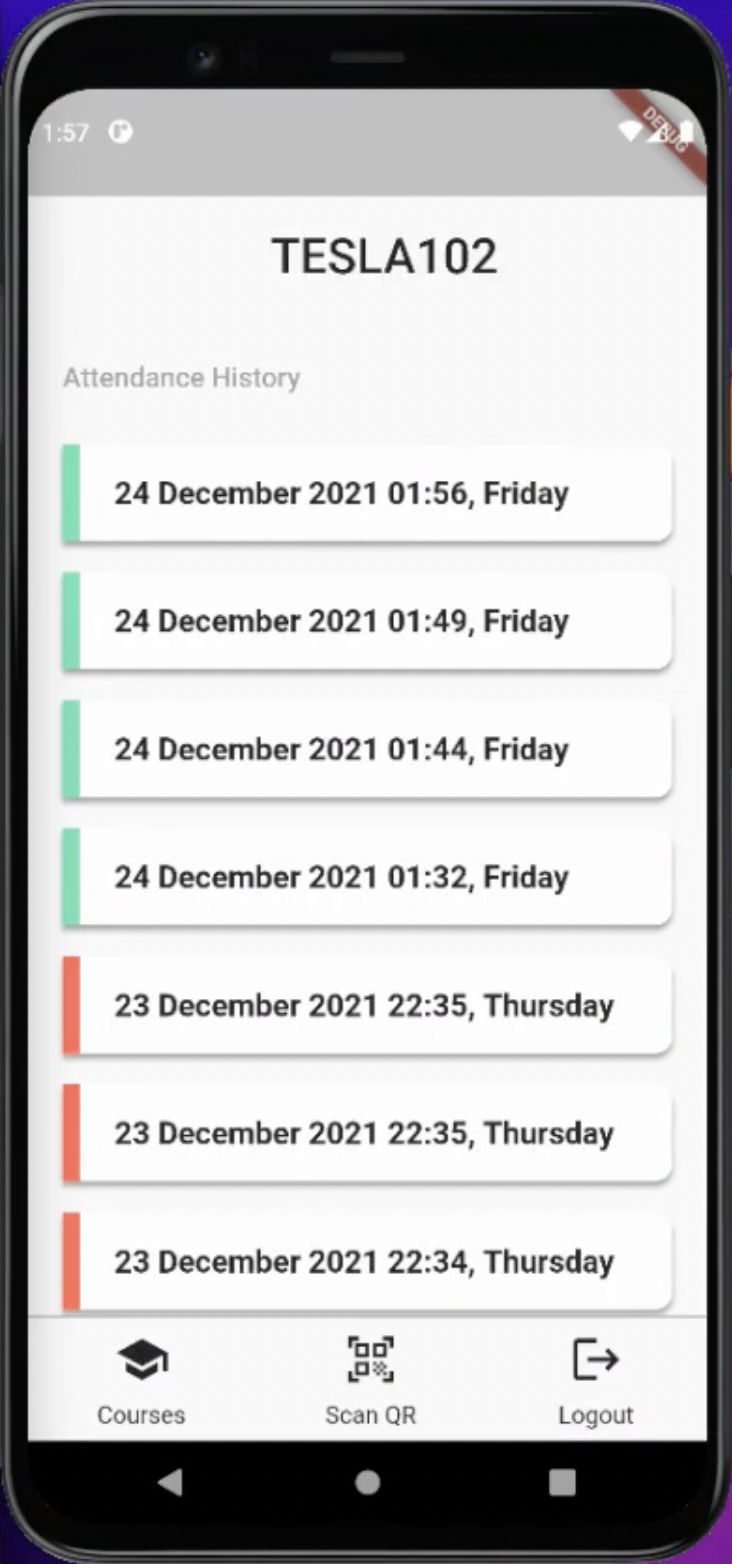 1:57
DEBUG
TESLA102
Attendance History
24 December 2021 01:56, Friday
24 December 2021 01:49, Friday
24 December 2021 01:44, Friday
24 December 2021 01:32, Friday
23 December 2021 22:35, Thursday
23 December 2021 22:35, Thursday
23 December 2021 22:34, Thursday
Courses Scan QR Logout